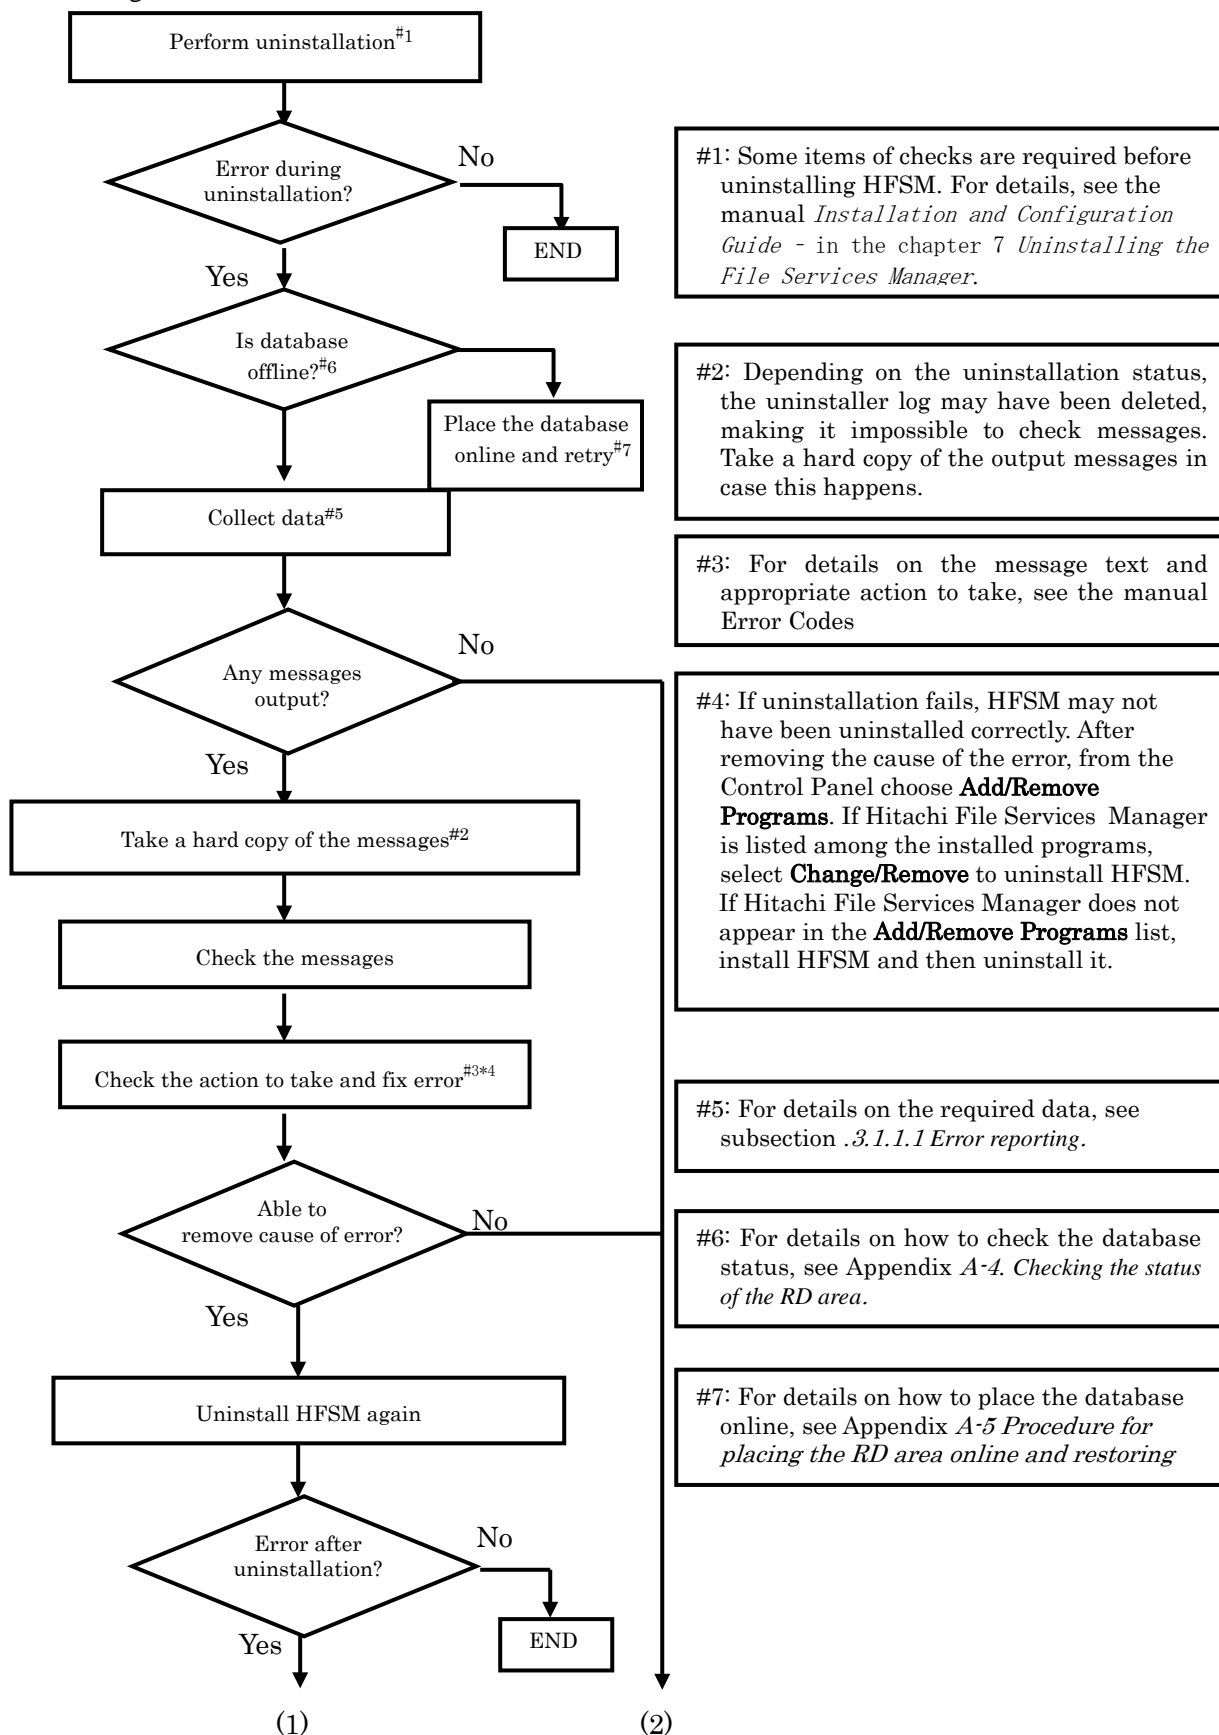 Perform uninstallation#1
Error during
uninstallation?
No
END
Yes
Is database
offline?#6
Place the database
online and retry#7
Collect data#5
Any messages
output?
No
Yes
Take a hard copy of the messages#2
Check the messages
Check the action to take and fix error#3*4
Able to
remove cause of error?
No
Yes
Uninstall HFSM again
Error after
uninstallation?
No
END
Yes
(1)
(2)
#1: Some items of checks are required before
uninstalling HFSM. For details, see the
manual Installation and Configuration
Guide - in the chapter 7 Uninstalling the
File Services Manager.
#2: Depending on the uninstallation status,
the uninstaller log may have been deleted,
making it impossible to check messages.
Take a hard copy of the output messages in
case this happens.
#3: For details on the message text and
appropriate action to take, see the manual
Error Codes
#4: If uninstallation fails, HFSM may not
have been uninstalled correctly. After
removing the cause of the error, from the
Control Panel choose Add/Remove
Programs. If Hitachi File Services Manager
is listed among the installed programs,
select Change/Remove to uninstall HFSM.
If Hitachi File Services Manager does not
appear in the Add/Remove Programs list,
install HFSM and then uninstall it.
#5: For details on the required data, see
subsection .3.1.1.1 Error reporting.
#6: For details on how to check the database
status, see Appendix A-4. Checking the status
of the RD area.
#7: For details on how to place the database
online, see Appendix A-5 Procedure for
placing the RD area online and restoring